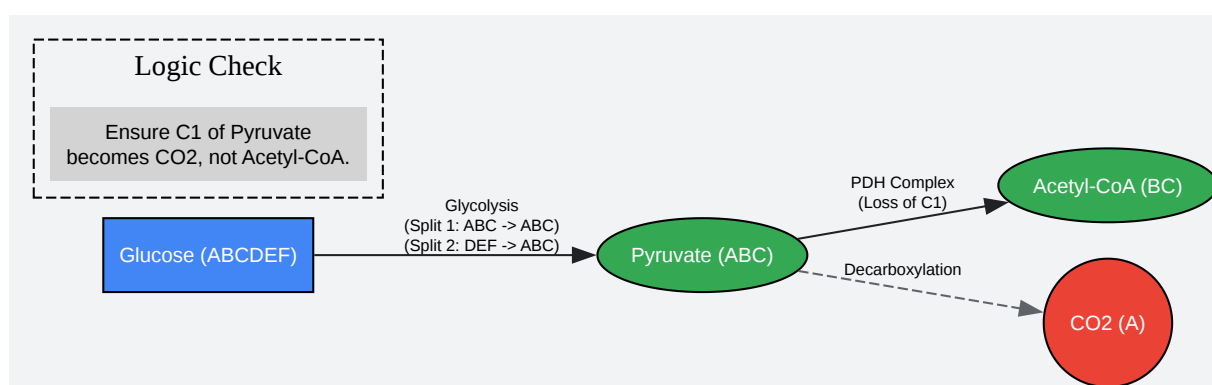 Logic Check
Ensure C1 of Pyruvate
becomes CO2, not Acetyl-CoA.
Glucose (ABCDEF)
Glycolysis
(Split 1: ABC -> ABC)
(Split 2: DEF -> ABC)
Pyruvate (ABC)
PDH Complex
(Loss of C1)
Acetyl-CoA (BC)
Decarboxylation
CO2 (A)